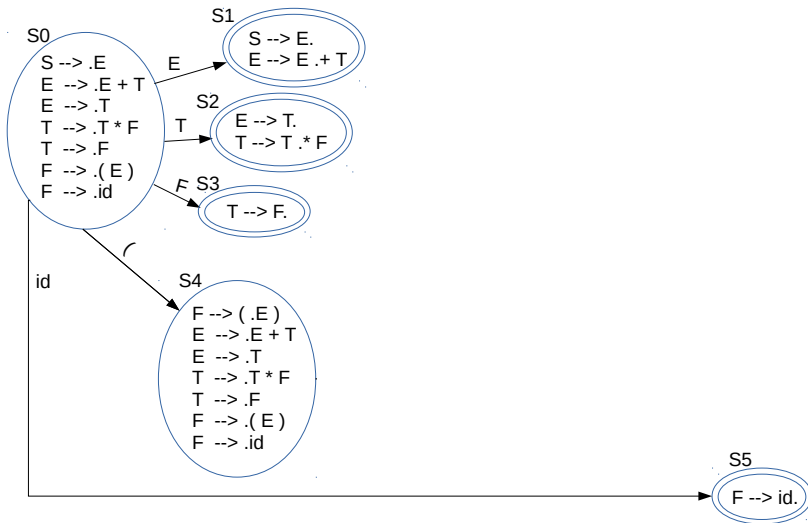 S0
S --> .E
E --> .E + T
E --> .T
T --> .T * F
T --> .F
F --> .( E )
F --> .id
E
S1
S --> E.
E --> E .+ T
T
S2
E --> T.
T --> T .* F
F
S3
T --> F.
(
S4
F --> ( .E )
E --> .E + T
E --> .T
T --> .T * F
T --> .F
F --> .( E )
F --> .id
id
S5
F --> id.